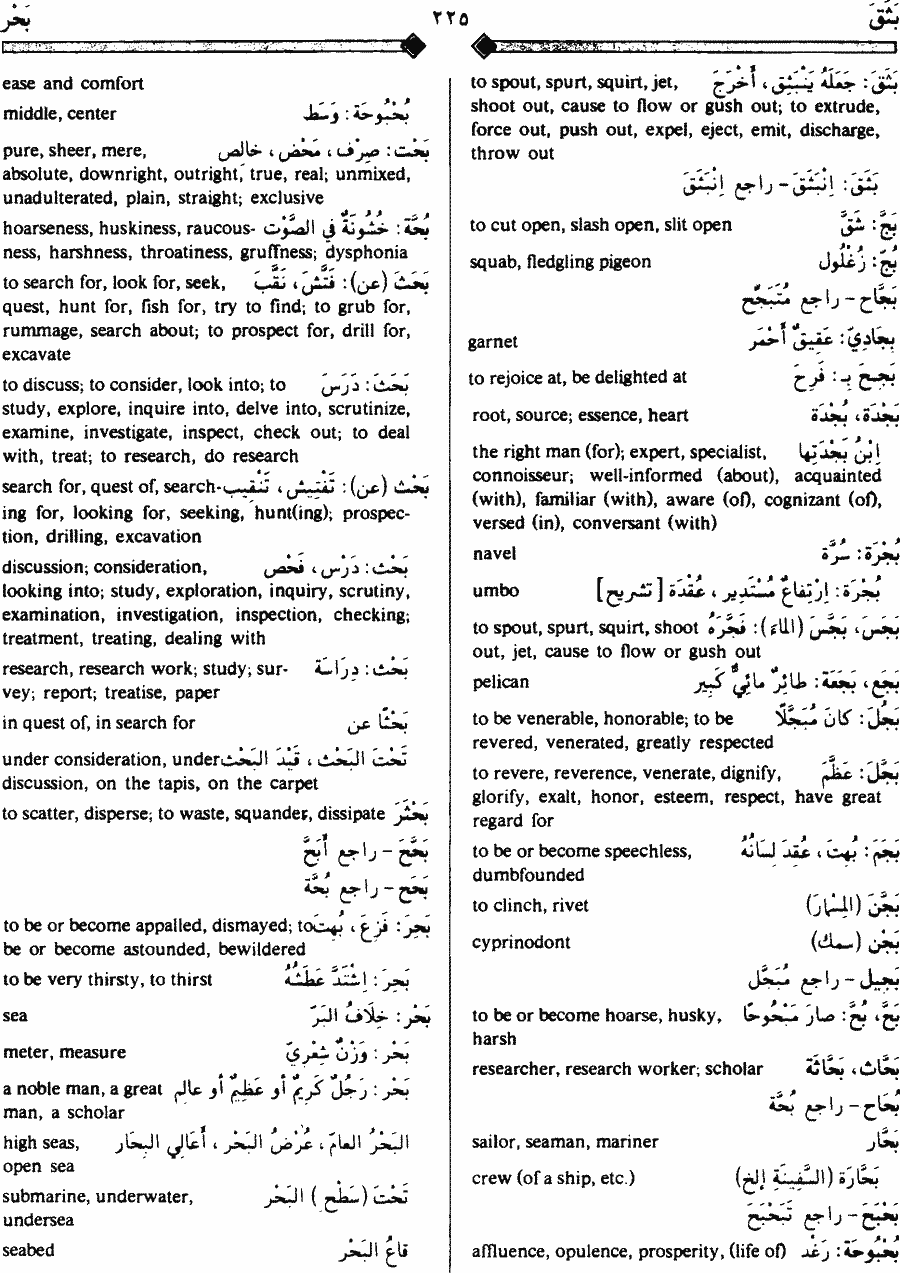 بَثَقَ
٢٢٥
بَحْر
بَثَقَ: جَعَلَهُ يَنْبَثِقُ، أَخْرَجَ to spout, spurt, squirt, jet,
shoot out, cause to flow or gush out; to extrude,
force out, push out, expel, eject, emit, discharge,
throw out
بَثَقَ: اِنْبَثَقَ - راجع اِنْبَثَقَ
بَجَّ: شَقَّ to cut open, slash open, slit open
بُجّ: زُغْلُول squab, fledgling pigeon
بَجَّاح - راجع مُتَبَجِّح
بِجَادِيّ: عَقِيقٌ أَحْمَر garnet
بَجِحَ بـِ: فَرِحَ to rejoice at, be delighted at
بَجْدَة، بُجْدَة root, source; essence, heart
اِبْنُ بَجْدَتِها the right man (for); expert, specialist,
connoisseur; well-informed (about), acquainted
(with), familiar (with), aware (of), cognizant (of),
versed (in), conversant (with)
بُجْرَة: سُرَّة navel
بُجْرَة: اِرْتِفاعٌ مُسْتَدِير، عُقْدَة [تشريح] umbo
بَجَسَ، بَجَّسَ (الماءَ): فَجَّرَهُ to spout, spurt, squirt, shoot
out, jet, cause to flow or gush out
بَجَع، بَجَعَة: طائِرٌ مائِيٌّ كَبِير pelican
بَجُلَ: كانَ مُبَجَّلًا to be venerable, honorable; to be
revered, venerated, greatly respected
بَجَّلَ: عَظَّمَ to revere, reverence, venerate, dignify,
glorify, exalt, honor, esteem, respect, have great
regard for
بَجَمَ: بُهِتَ، عُقِدَ لِسَانُهُ to be or become speechless,
dumbfounded
بَجَّنَ (المِسْمارَ) to clinch, rivet
بَجَّن (سمك) cyprinodont
بَجِيل - راجع مُبَجَّل
بَحَّ، بُحَّ: صارَ مَبْحُوحًا to be or become hoarse, husky,
harsh
بَحَّاث، بَحَّاثَة researcher, research worker; scholar
بُحَاح - راجع بُحَّة
بَحَّار sailor, seaman, mariner
بَحَّارَة (السَّفِينَةِ إلخ) crew (of a ship, etc.)
بَحْبَحَ - راجع تَبَحْبَحَ
بُحْبُوحَة: رَغْد affluence, opulence, prosperity, (life of)
ease and comfort
بُحْبُوحَة: وَسَط middle, center
بَحْت: صِرْف، مَحْض، خالِص pure, sheer, mere,
absolute, downright, outright, true, real; unmixed,
unadulterated, plain, straight; exclusive
بُحَّة: خُشُونَةٌ في الصَّوْت hoarseness, huskiness, raucous-
ness, harshness, throatiness, gruffness; dysphonia
بَحَثَ (عن): فَتَّشَ، نَقَّبَ to search for, look for, seek,
quest, hunt for, fish for, try to find; to grub for,
rummage, search about; to prospect for, drill for,
excavate
بَحَثَ: دَرَسَ to discuss; to consider, look into; to
study, explore, inquire into, delve into, scrutinize,
examine, investigate, inspect, check out; to deal
with, treat; to research, do research
بَحْث (عن): تَفْتِيش، تَنْقِيب search for, quest of, search-
ing for, looking for, seeking, hunt(ing); prospec-
tion, drilling, excavation
بَحْث: دَرْس، فَحْص discussion; consideration,
looking into; study, exploration, inquiry, scrutiny,
examination, investigation, inspection, checking;
treatment, treating, dealing with
بَحْث: دِرَاسَة research, research work; study; sur-
vey; report; treatise, paper
بَحْثًا عن in quest of, in search for
تَحْتَ البَحْث، قَيْدَ البَحْث under consideration, under
discussion, on the tapis, on the carpet
بَحْثَرَ to scatter, disperse; to waste, squander, dissipate
بَحَّحَ - راجع أَبَحَّ
بَحَح - راجع بُحَّة
بَحِرَ: فَزِعَ، بُهِتَ to be or become appalled, dismayed; to
be or become astounded, bewildered
بَحِرَ: اِشْتَدَّ عَطَشُهُ to be very thirsty, to thirst
بَحْر: خِلَافُ البَرّ sea
بَحْر: وَزْنٌ شِعْرِيّ meter, measure
بَحْر: رَجُلٌ كَرِيمٌ أو عَظِيمٌ أو عالِم a noble man, a great
man, a scholar
البَحْرُ العامّ، عُرْضُ البَحْر، أَعالِي البِحَار high seas,
open sea
تَحْتَ (سَطْحِ) البَحْر submarine, underwater,
undersea
قاعُ البَحْر seabed